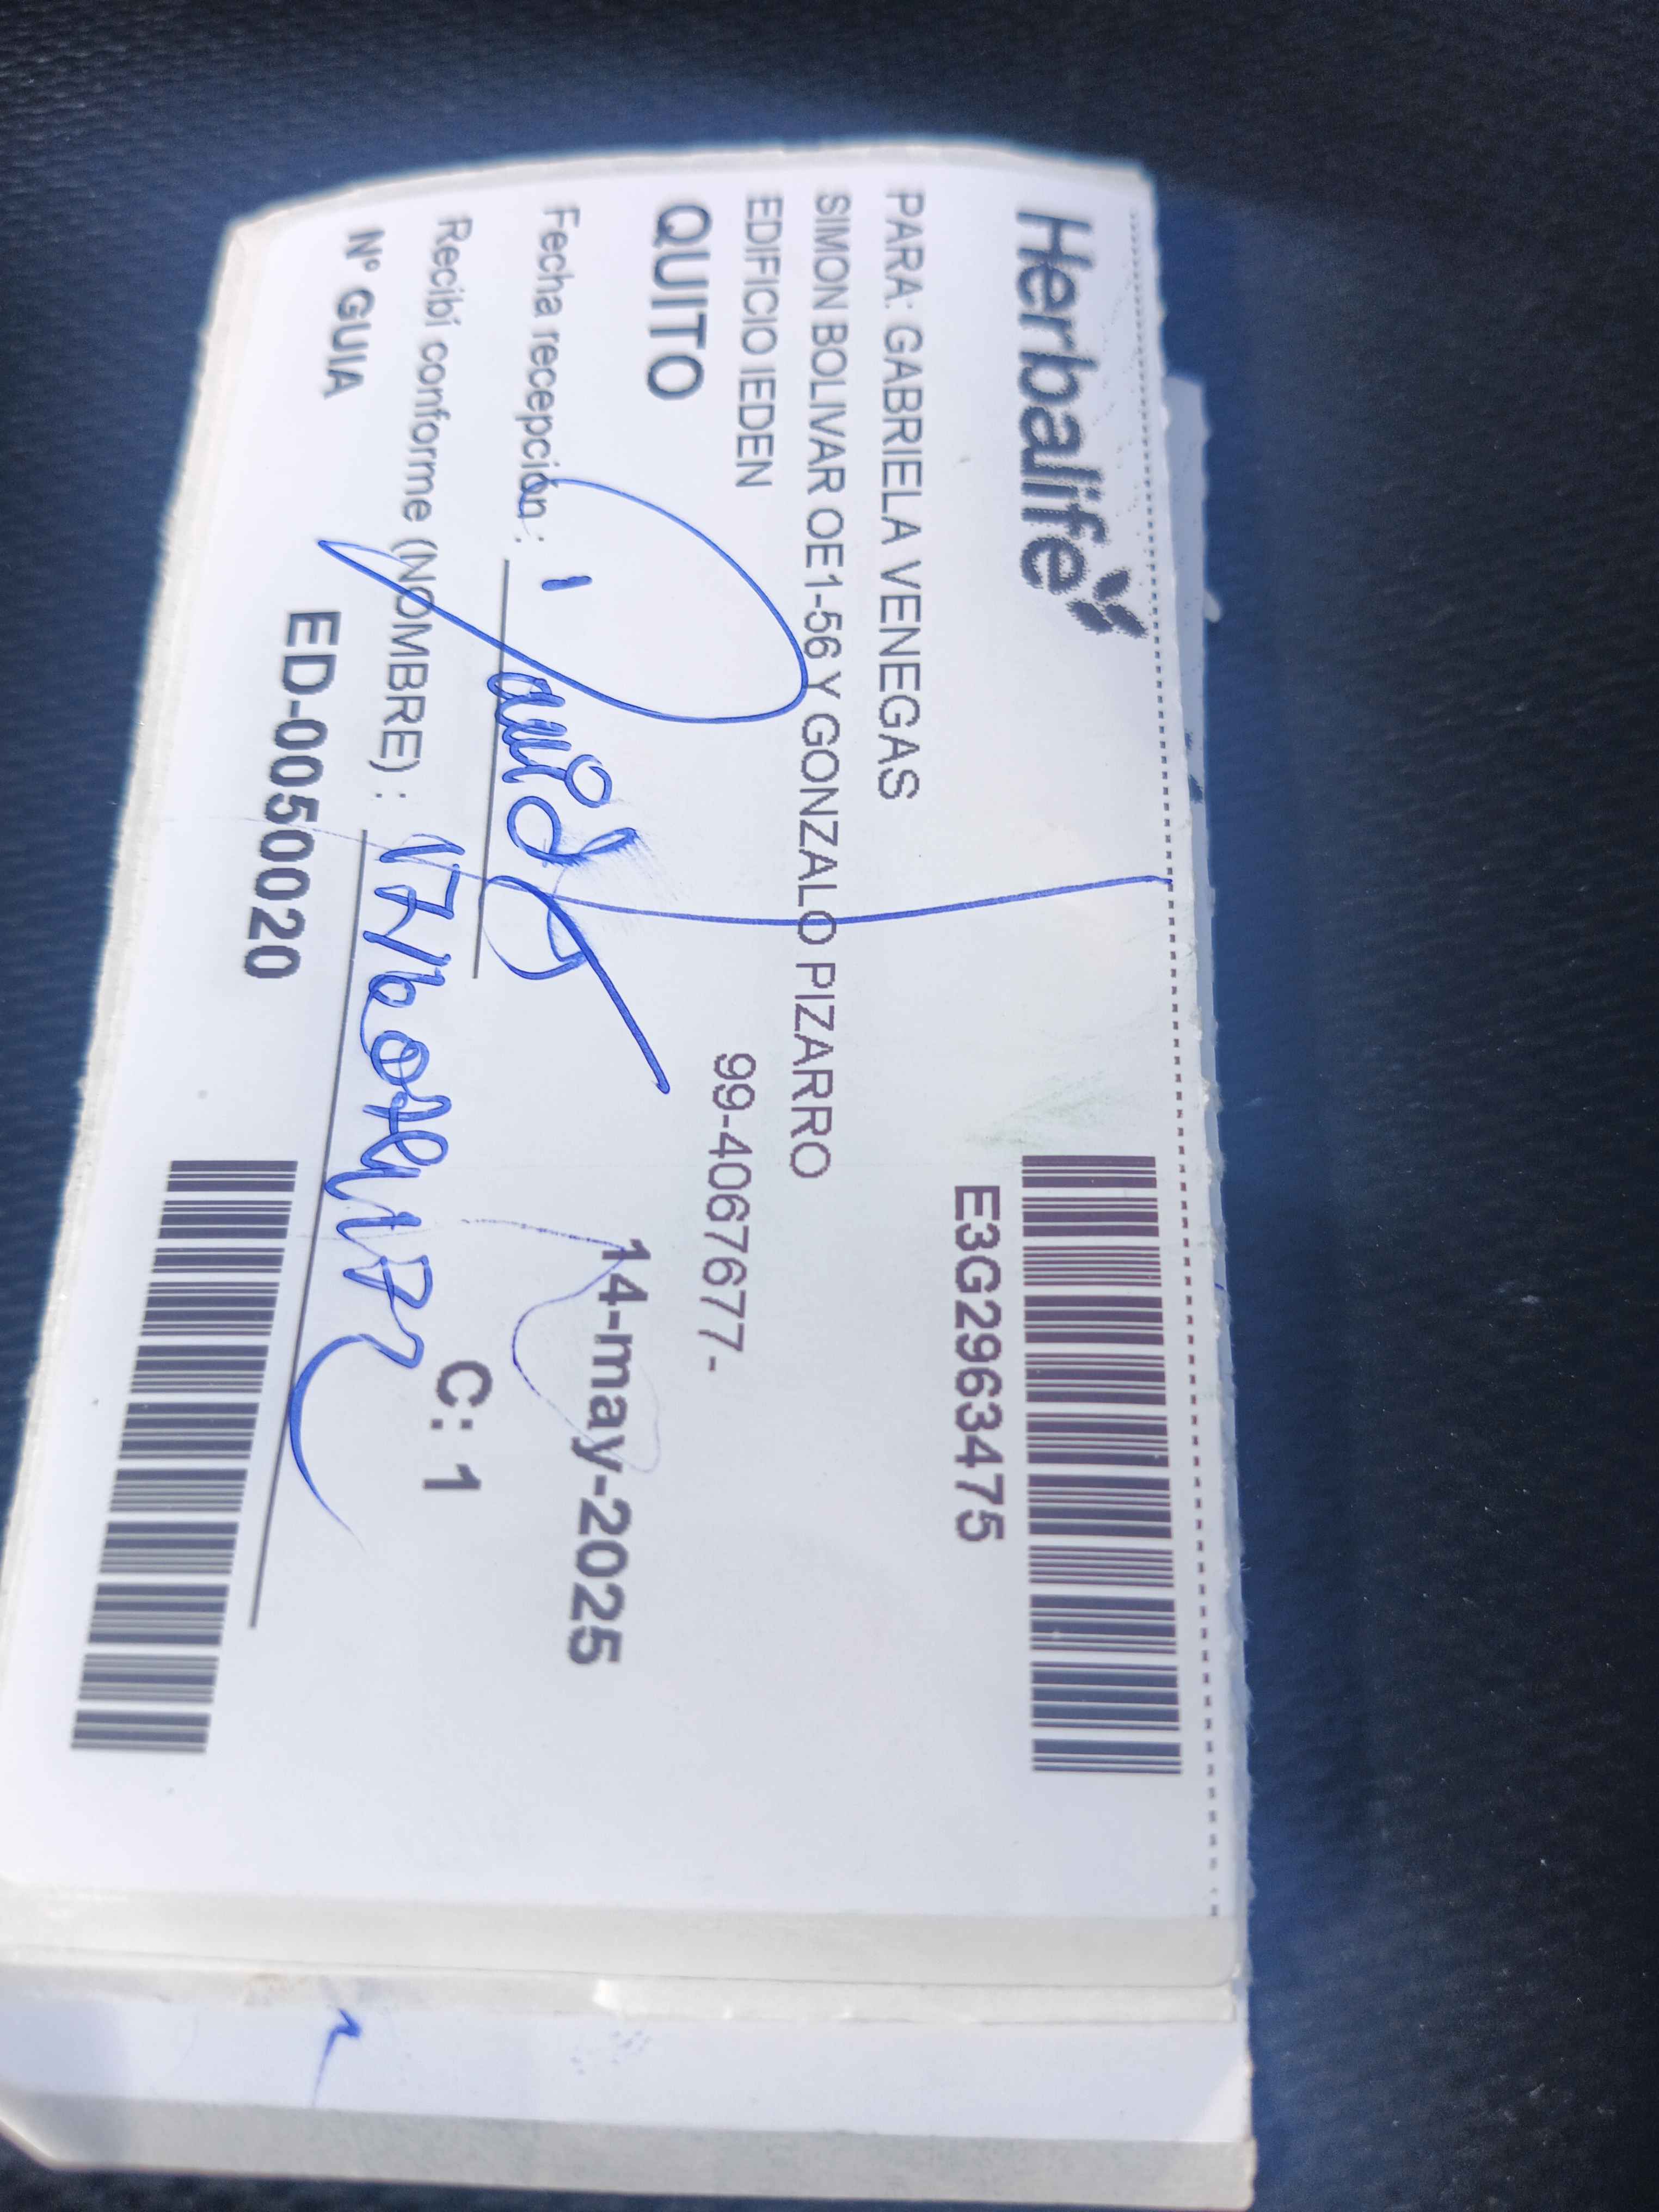 Herbalife
E3G2963475
PARA: GABRIELA VENEGAS
SIMON BOLIVAR OE1-56 Y GONZALO PIZARRO
EDIFICIO IEDEN
99-4067677-
QUITO
14-may-2025
Fecha recepción :
David
C: 1
Recibí conforme (NOMBRE) :
Nº GUIA
ED-00500020